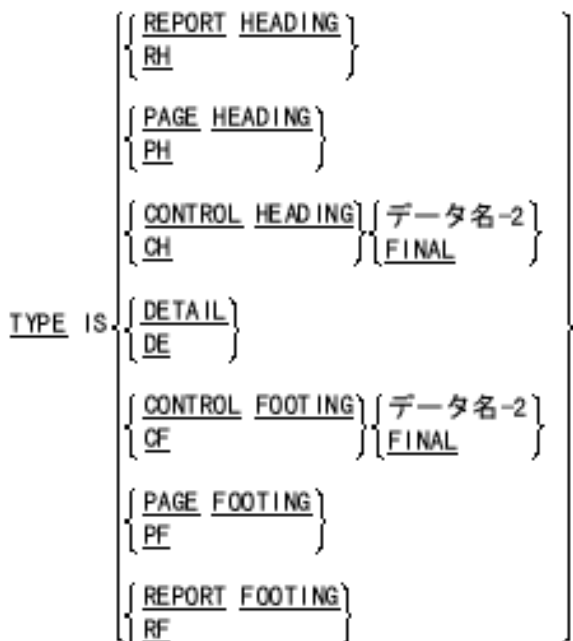 REPORT HEADING
RH
PAGE HEADING
PH
CONTROL HEADING データ名-2
CH FINAL
TYPE IS DETAIL
DE
CONTROL FOOTING データ名-2
CF FINAL
PAGE FOOTING
PF
REPORT FOOTING
RF